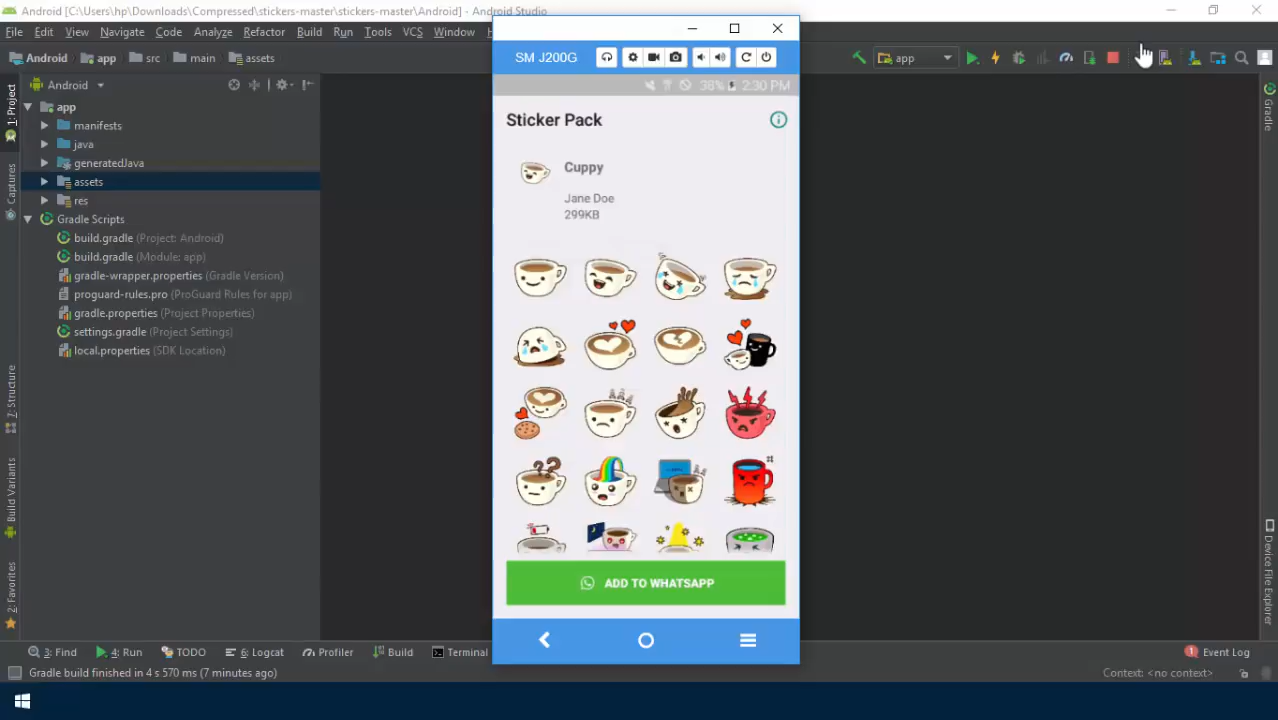 Android [C:\Users\hp\Downloads\Compressed\stickers-master\stickers-master\Android] - Android Studio
File Edit View Navigate Code Analyze Refactor Build Run Tools VCS Window
Android app src main assets
app
Android
app
manifests
java
generatedJava
assets
res
Gradle Scripts
build.gradle (Project: Android)
build.gradle (Module: app)
gradle-wrapper.properties (Gradle Version)
proguard-rules.pro (ProGuard Rules for app)
gradle.properties (Project Properties)
settings.gradle (Project Settings)
local.properties (SDK Location)
1: Project
Captures
7: Structure
Build Variants
2: Favorites
SM J200G
38% 2:30 PM
Sticker Pack
Cuppy
Jane Doe
299KB
ADD TO WHATSAPP
Gradle
Device File Explorer
3: Find 4: Run TODO 6: Logcat Profiler Build Terminal
1 Event Log
Gradle build finished in 4 s 570 ms (7 minutes ago)
Context: <no context>